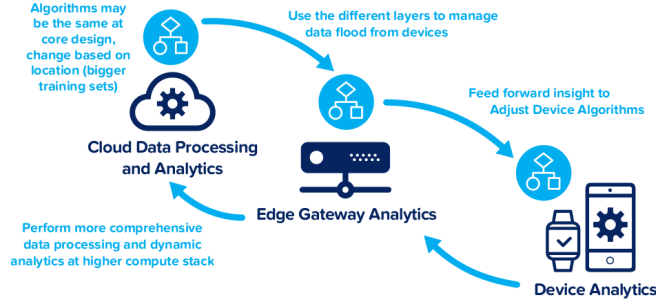 Algorithms may
be the same at
core design,
change based on
location (bigger
training sets)
Use the different layers to manage
data flood from devices
Feed forward insight to
Adjust Device Algorithms
Cloud Data Processing
and Analytics
Edge Gateway Analytics
Perform more comprehensive
data processing and dynamic
analytics at higher compute stack
Device Analytics